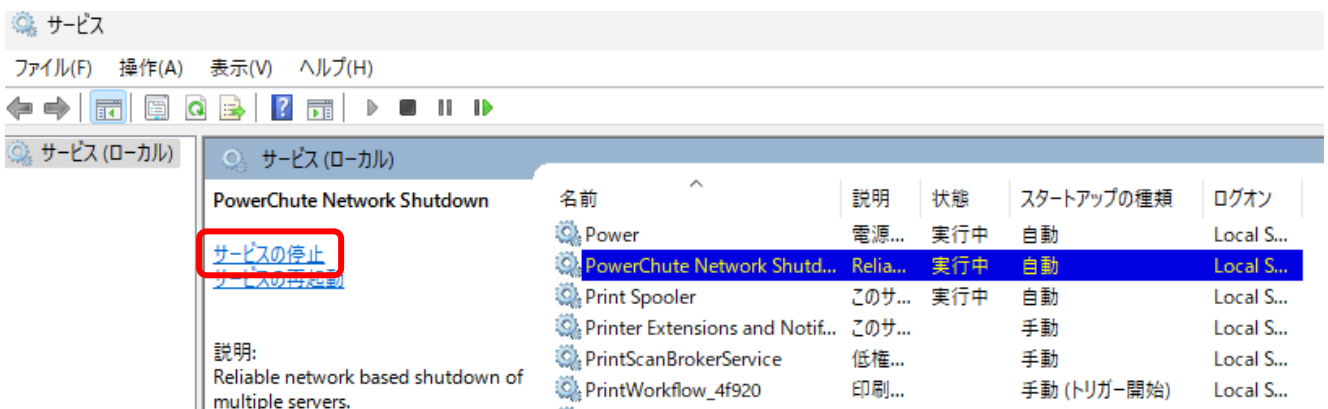 サービス
ファイル(F) 操作(A) 表示(V) ヘルプ(H)
サービス (ローカル)
サービス (ローカル)
PowerChute Network Shutdown
サービスの停止
サービスの再起動
説明:
Reliable network based shutdown of
multiple servers.
名前 説明 状態 スタートアップの種類 ログオン
Power 電源... 実行中 自動 Local S...
PowerChute Network Shutd... Relia... 実行中 自動 Local S...
Print Spooler このサ... 実行中 自動 Local S...
Printer Extensions and Notif... このサ... 手動 Local S...
PrintScanBrokerService 低権... 手動 Local S...
PrintWorkflow_4f920 印刷... 手動 (トリガー開始) Local S...